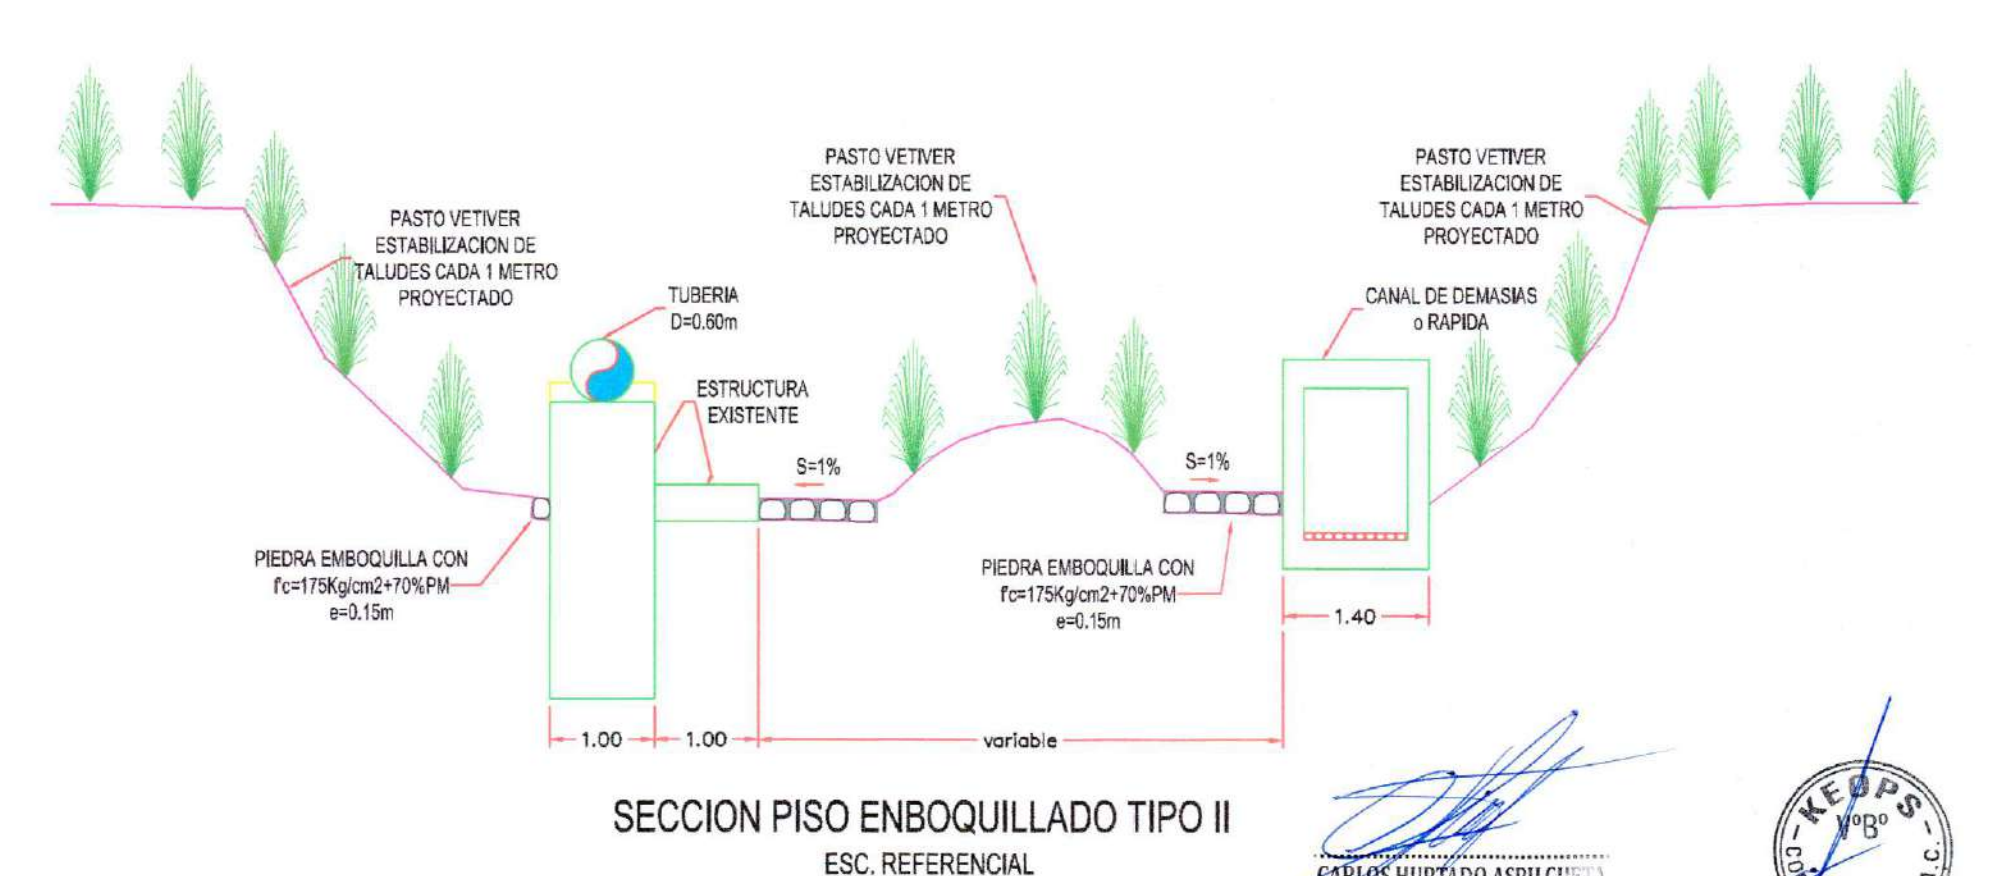 PASTO VETIVER
ESTABILIZACION DE
TALUDES CADA 1 METRO
PROYECTADO
PASTO VETIVER
ESTABILIZACION DE
TALUDES CADA 1 METRO
PROYECTADO
PASTO VETIVER
ESTABILIZACION DE
TALUDES CADA 1 METRO
PROYECTADO
TUBERIA
D=0.60m
CANAL DE DEMASIAS
o RAPIDA
ESTRUCTURA
EXISTENTE
S=1%
S=1%
PIEDRA EMBOQUILLA CON
f'c=175Kg/cm2+70%PM
e=0.15m
PIEDRA EMBOQUILLA CON
f'c=175Kg/cm2+70%PM
e=0.15m
1.40
1.00
1.00
variable
SECCION PISO ENBOQUILLADO TIPO II
ESC. REFERENCIAL
CARLOS HURTADO
KEOPS
VºBº